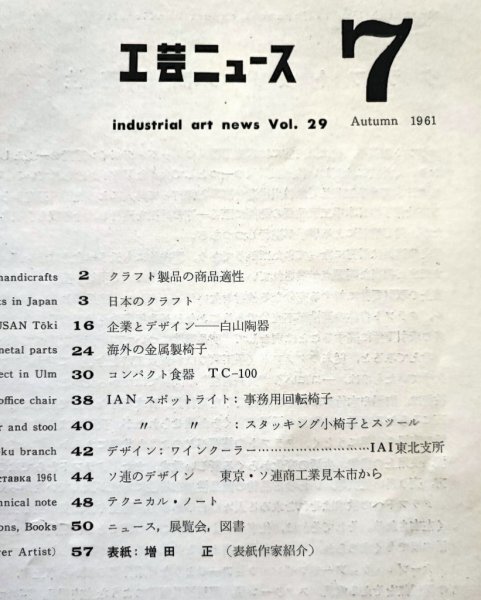 工芸ニュース 7
industrial art news Vol. 29 Autumn 1961
handicrafts 2 クラフト製品の商品適性
ts in Japan 3 日本のクラフト
USAN Tôki 16 企業とデザイン──白山陶器
metal parts 24 海外の金属製椅子
ect in Ulm 30 コンパクト食器 TC-100
office chair 38 IAN スポットライト：事務用回転椅子
r and stool 40 〃 〃 ：スタッキング小椅子とスツール
ku branch 42 デザイン：ワインクーラー…………………………IAI東北支所
ставка 1961 44 ソ連のデザイン 東京・ソ連商工業見本市から
hnical note 48 テクニカル・ノート
ons, Books 50 ニュース，展覧会，図書
er Artist) 57 表紙：増田 正（表紙作家紹介）